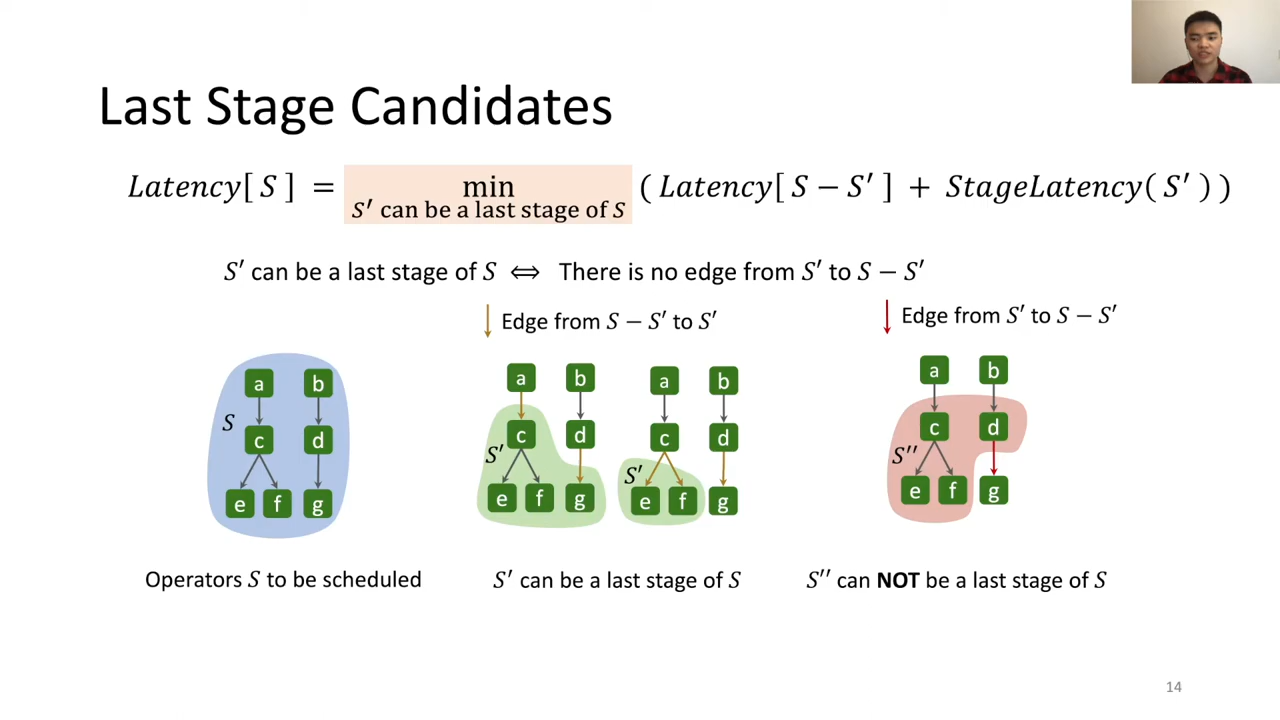 Last Stage Candidates
Latency[ S ] = min ( Latency[ S − S′ ] + StageLatency( S′ ) )
S′ can be a last stage of S
S′ can be a last stage of S ⟺ There is no edge from S′ to S − S′
Edge from S − S′ to S′
Edge from S′ to S − S′
S
a b
c d
e f g
Operators S to be scheduled
S′
a b
c d
e f g
S′
a b
c d
e f g
S′ can be a last stage of S
S′′
a b
c d
e f g
S′′ can NOT be a last stage of S
14